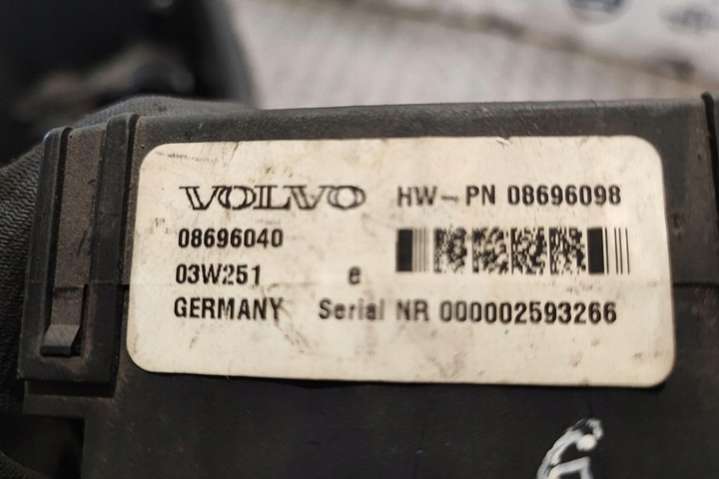 VOLVO HW-PN 08696098
08696040
03W251 e
GERMANY Serial NR 000002593266